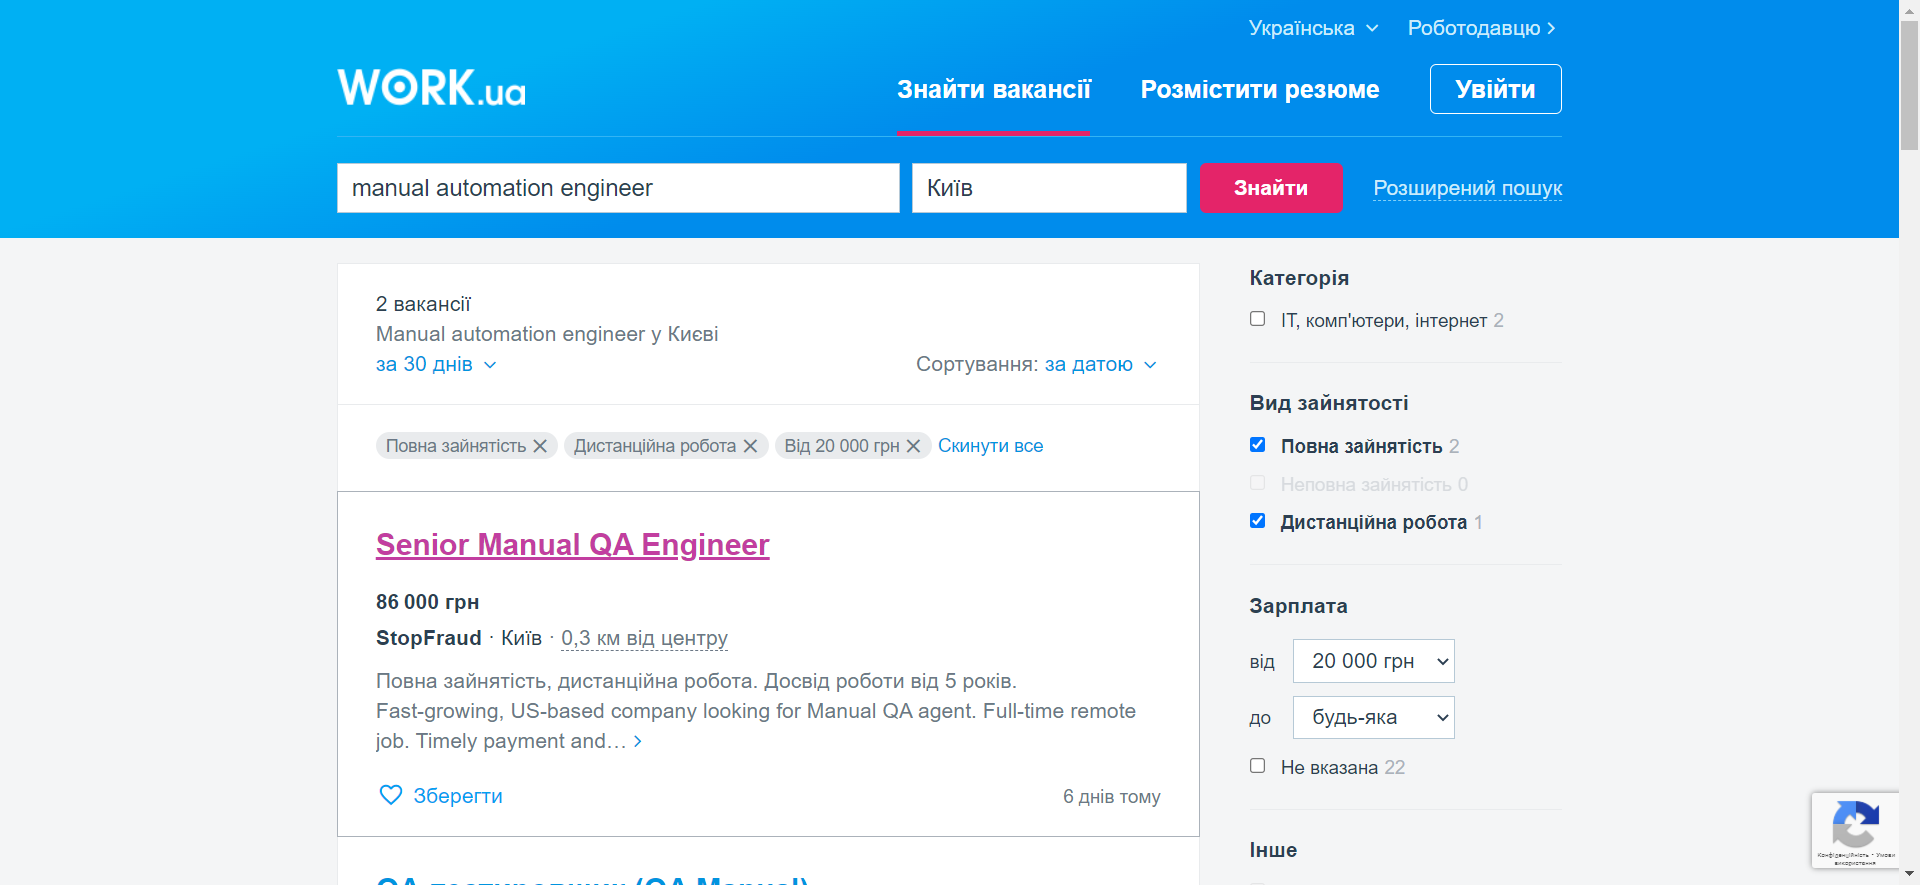 Українська
Роботодавцю
WORK.ua
Знайти вакансії
Розмістити резюме
Увійти
manual automation engineer
Київ
Знайти
Розширений пошук
2 вакансії
Manual automation engineer у Києві
за 30 днів
Сортування: за датою
Повна зайнятість
Дистанційна робота
Від 20 000 грн
Скинути все
Senior Manual QA Engineer
86 000 грн
StopFraud · Київ · 0,3 км від центру
Повна зайнятість, дистанційна робота. Досвід роботи від 5 років.
Fast-growing, US-based company looking for Manual QA agent. Full-time remote
job. Timely payment and…
Зберегти
6 днів тому
QA тестировщик (QA Manual)
Категорія
IT, комп'ютери, інтернет 2
Вид зайнятості
Повна зайнятість 2
Неповна зайнятість 0
Дистанційна робота 1
Зарплата
від 20 000 грн
до будь-яка
Не вказана 22
Інше
Конфіденційність · Умови
використання